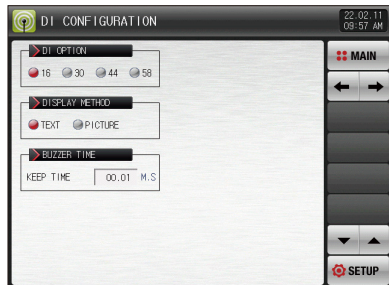 DI CONFIGURATION
22.02.11
09:57 AM
DI OPTION
16 30 44 58
DISPLAY METHOD
TEXT PICTURE
BUZZER TIME
KEEP TIME 00.01 M.S
MAIN
SETUP